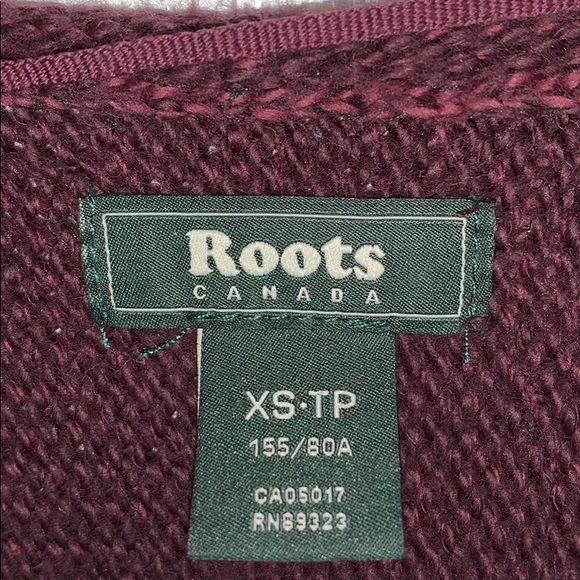 Roots
CANADA
XS·TP
155/80A
CA05017
RN89323